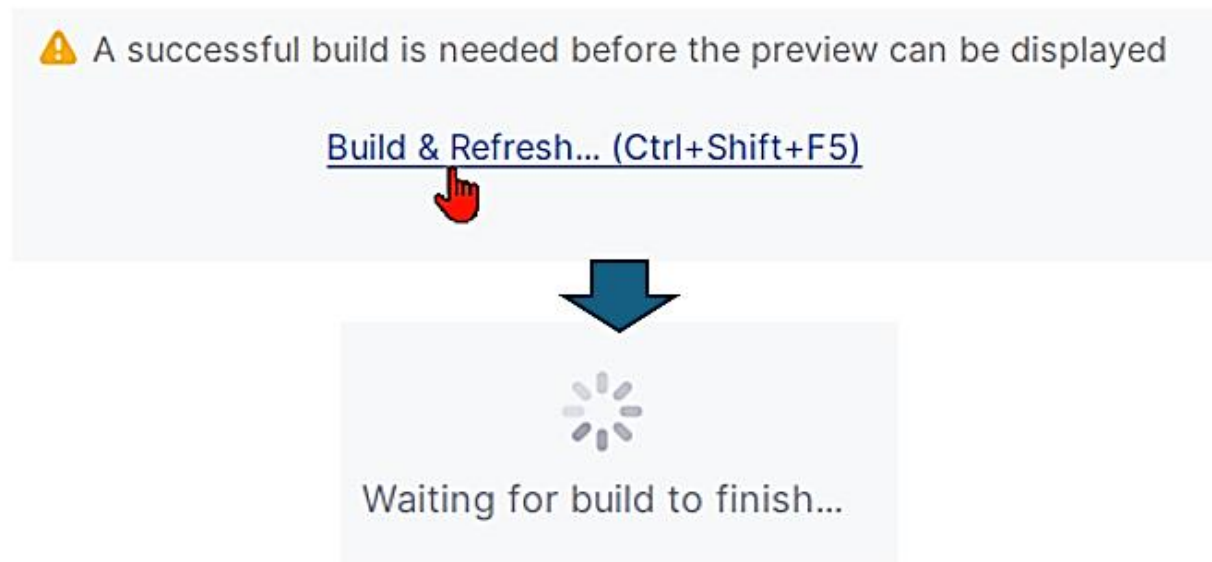 A successful build is needed before the preview can be displayed
Build & Refresh... (Ctrl+Shift+F5)
Waiting for build to finish...